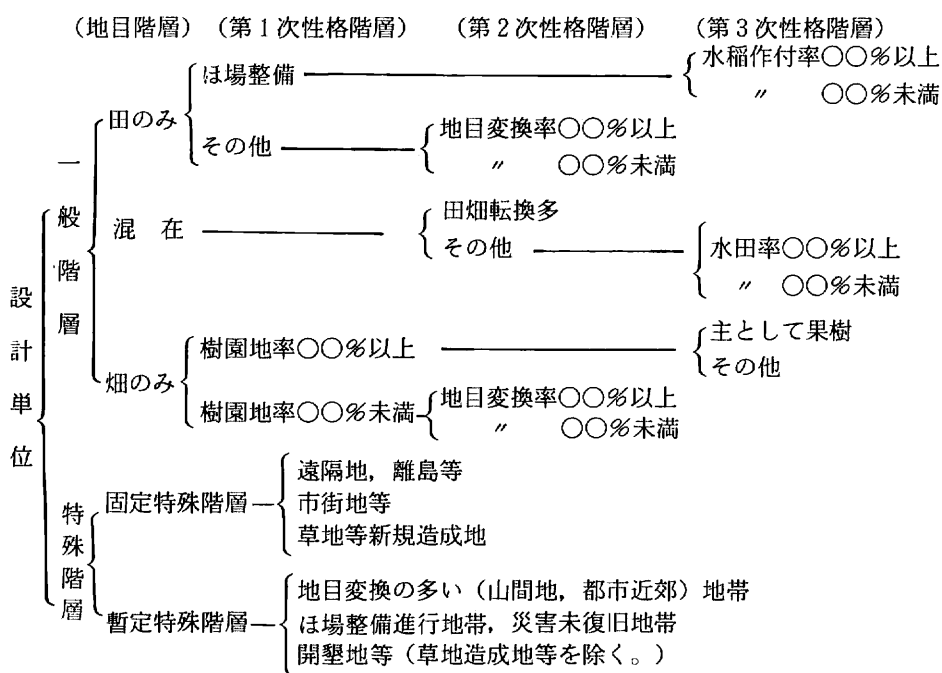 (地目階層) (第1次性格階層) (第2次性格階層) (第3次性格階層)
設計単位
一般階層
田のみ
ほ場整備
水稲作付率○○%以上
〃 ○○%未満
その他
地目変換率○○%以上
〃 ○○%未満
混 在
田畑転換多
その他
水田率○○%以上
〃 ○○%未満
畑のみ
樹園地率○○%以上
主として果樹
その他
樹園地率○○%未満
地目変換率○○%以上
〃 ○○%未満
特殊階層
固定特殊階層
遠隔地,離島等
市街地等
草地等新規造成地
暫定特殊階層
地目変換の多い(山間地,都市近郊)地帯
ほ場整備進行地帯,災害未復旧地帯
開墾地等(草地造成地等を除く。)